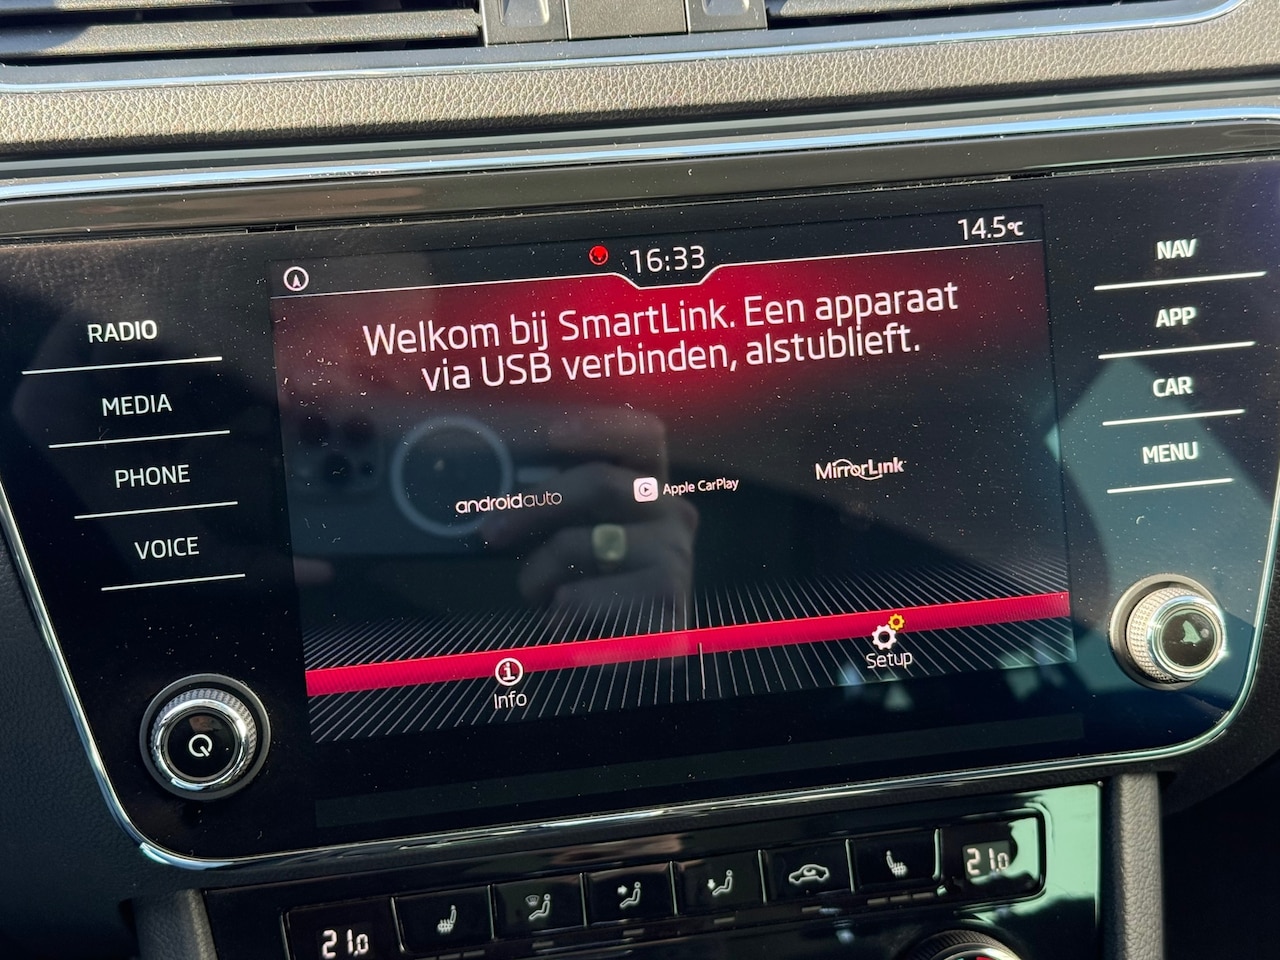 16:33
14.5°C
Welkom bij SmartLink. Een apparaat
via USB verbinden, alstublieft.
androidauto
Apple CarPlay
MirrorLink
Info
Setup
RADIO
MEDIA
PHONE
VOICE
NAV
APP
CAR
MENU
21.0
21.0